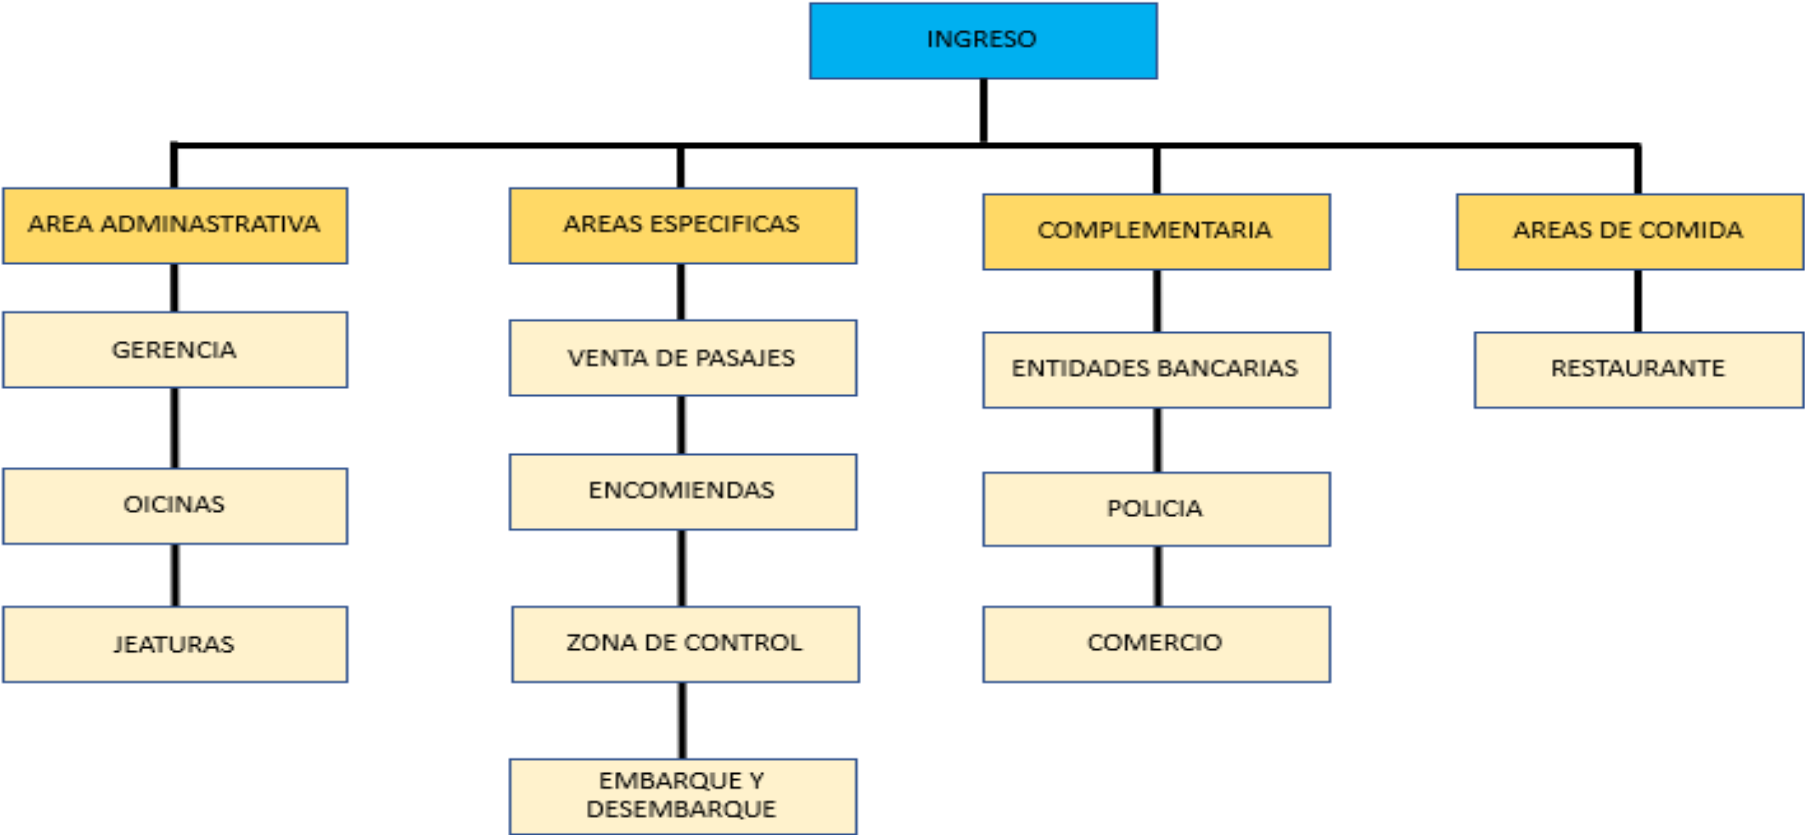 INGRESO
AREA ADMINASTRATIVA
AREAS ESPECIFICAS
COMPLEMENTARIA
AREAS DE COMIDA
GERENCIA
VENTA DE PASAJES
ENTIDADES BANCARIAS
RESTAURANTE
OICINAS
ENCOMIENDAS
POLICIA
JEATURAS
ZONA DE CONTROL
COMERCIO
EMBARQUE Y
DESEMBARQUE